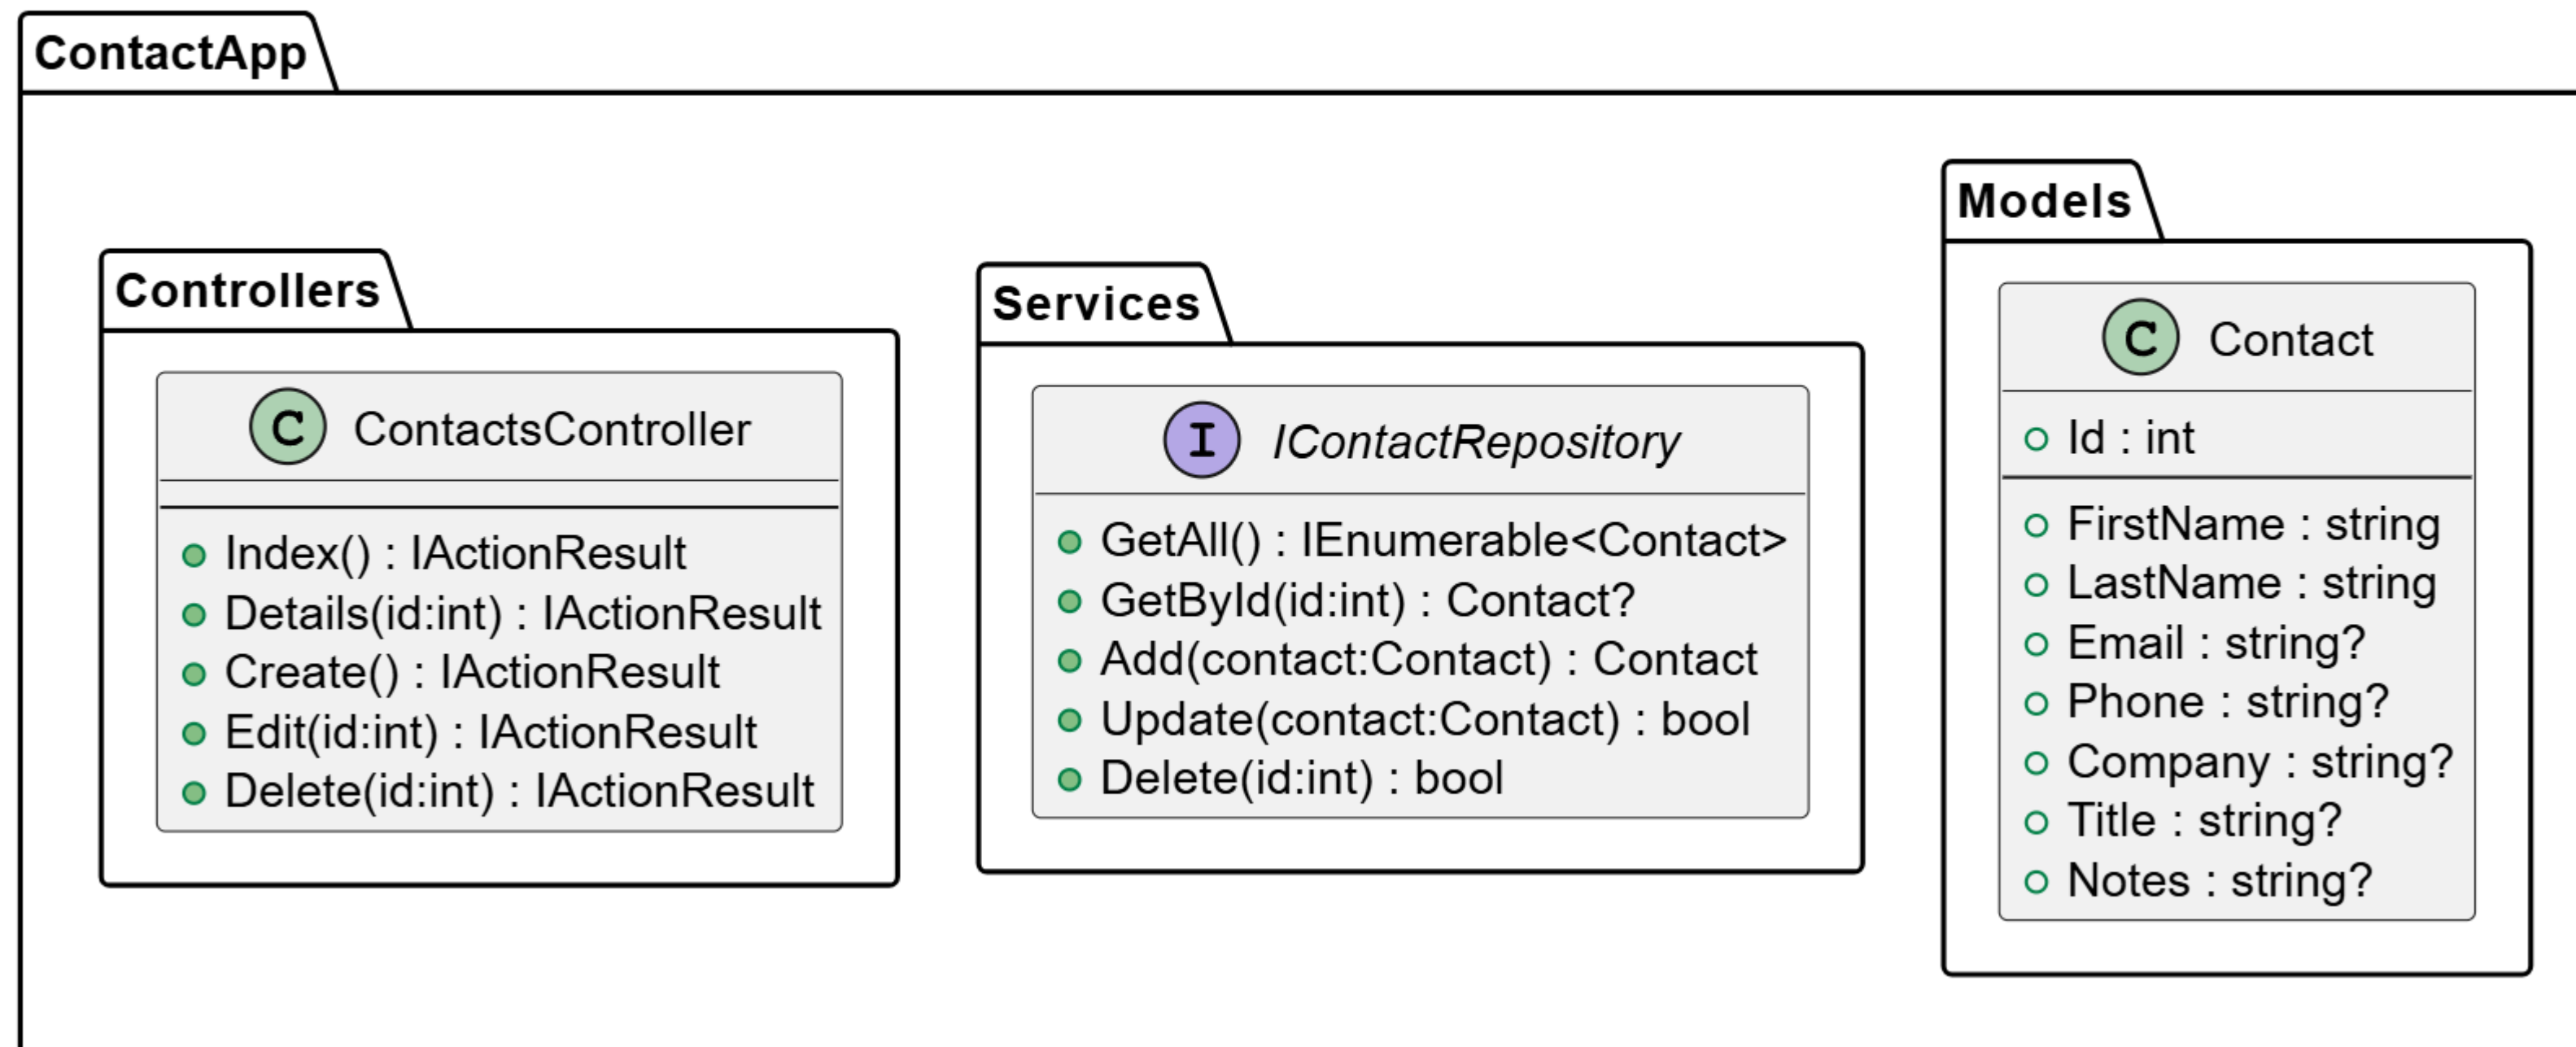 ContactApp
Controllers
C ContactsController
Index() : IActionResult
Details(id:int) : IActionResult
Create() : IActionResult
Edit(id:int) : IActionResult
Delete(id:int) : IActionResult
Services
I IContactRepository
GetAll() : IEnumerable<Contact>
GetById(id:int) : Contact?
Add(contact:Contact) : Contact
Update(contact:Contact) : bool
Delete(id:int) : bool
Models
C Contact
Id : int
FirstName : string
LastName : string
Email : string?
Phone : string?
Company : string?
Title : string?
Notes : string?